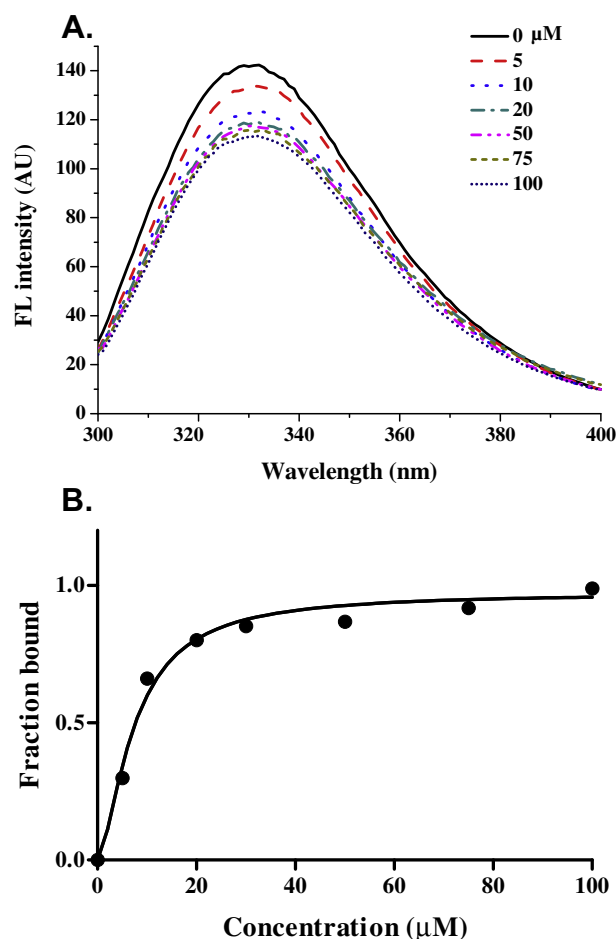 A.
0 µM
5
10
20
50
75
100
140
120
100
80
60
40
20
0
FL intensity (AU)
300 320 340 360 380 400
Wavelength (nm)
B.
1.0
0.5
0.0
Fraction bound
0 20 40 60 80 100
Concentration (µM)